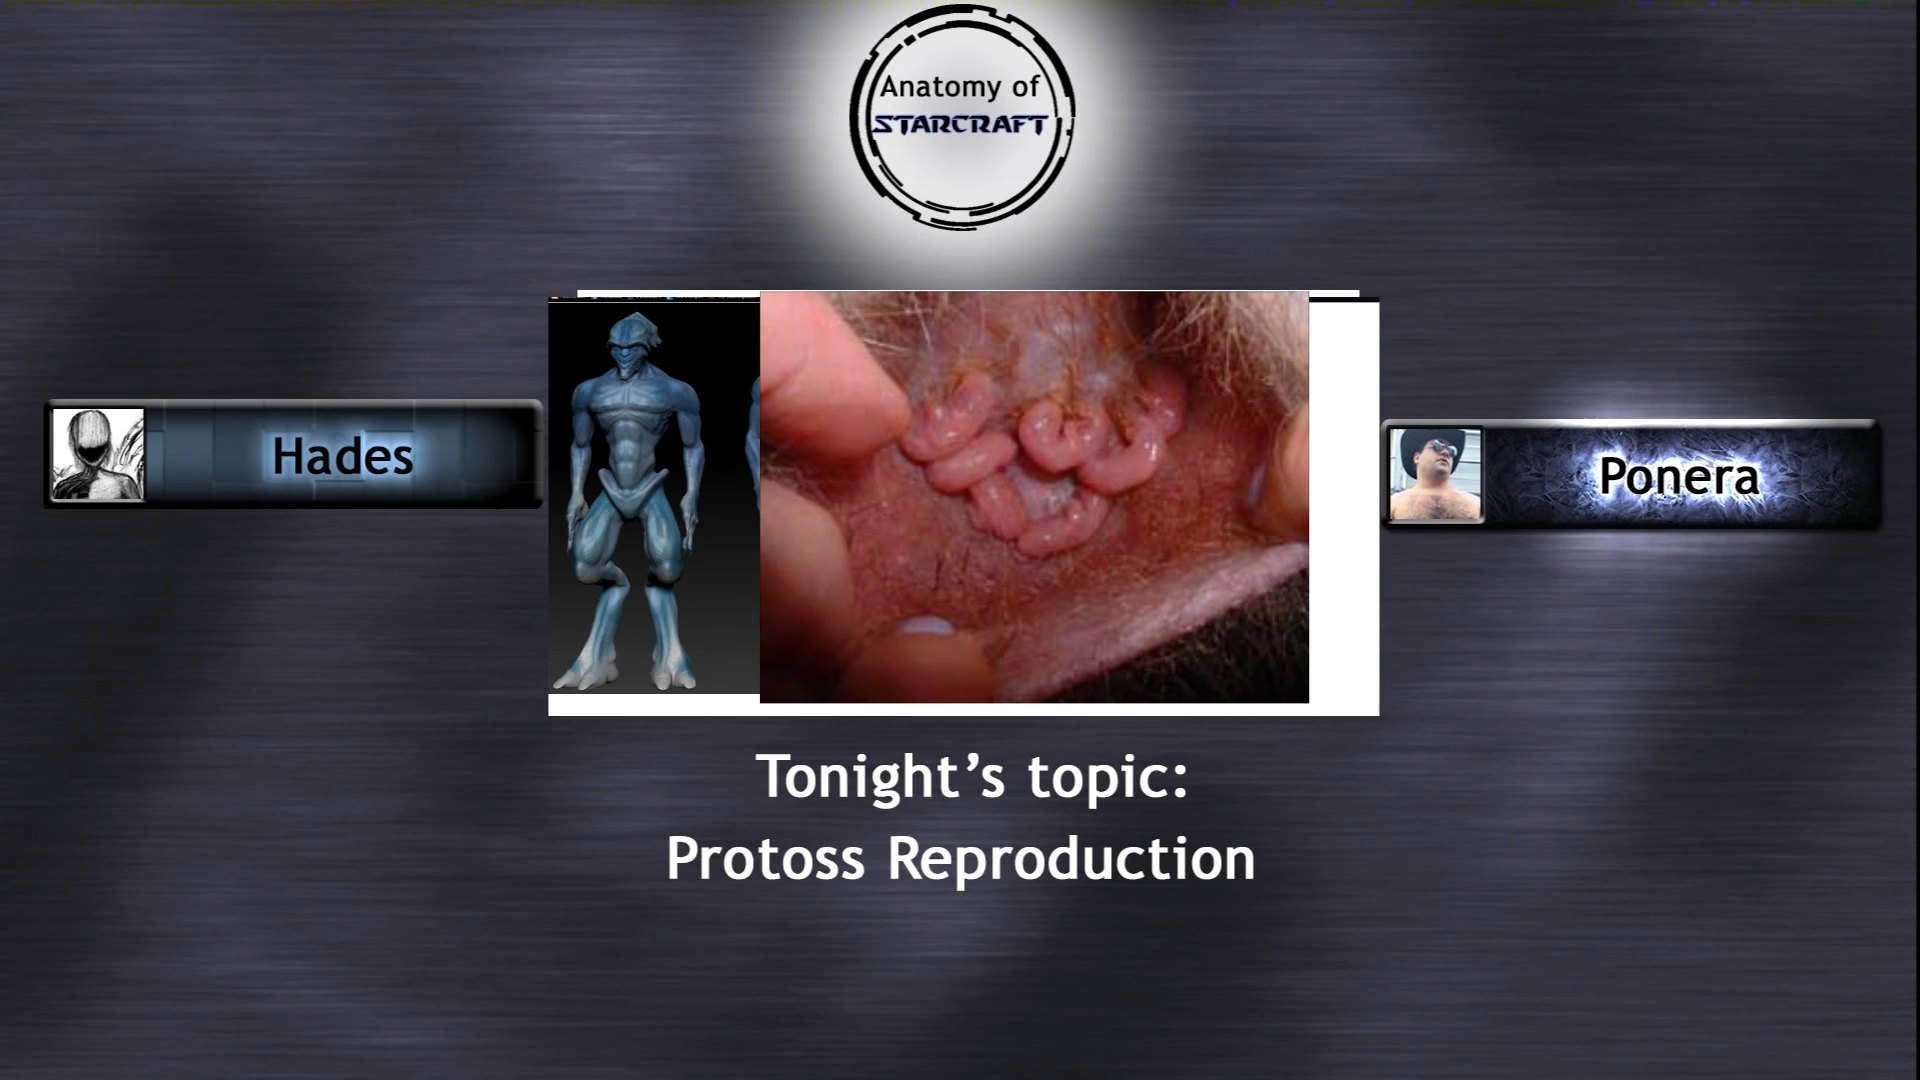 Anatomy of
STARCRAFT
Hades
Ponera
Tonight’s topic:
Protoss Reproduction